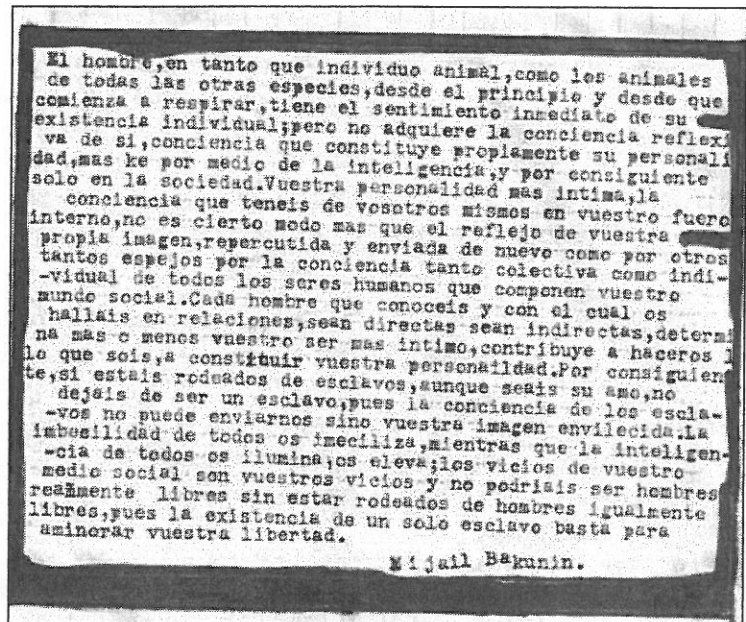 El hombre,en tanto que individuo animal,como los animales
de todas las otras especies,desde el principio y desde que
comienza a respirar,tiene el sentimiento inmediato de su
existencia individual;pero no adquiere la conciencia reflexi
va de si,conciencia que constituye propiamente su personali
dad,mas ke por medio de la inteligencia,y por consiguiente
solo en la sociedad.Vuestra personalidad mas intima,la
conciencia que teneis de vosotros mismos en vuestro fuero
interno,no es cierto modo mas que el reflejo de vuestra
propia imagen,repercutida y enviada de nuevo como por otros
tantos espejos por la conciencia tanto colectiva como indi-
-vidual de todos los seres humanos que componen vuestro
mundo social.Cada hombre que conoceis y con el cual os
hallais en relaciones,sean directas sean indirectas,determi
na mas o menos vuestro ser mas intimo,contribuye a haceros l
lo que sois,a constituir vuestra personaildad.Por consiguien
te,si estais rodeados de esclavos,aunque seais su amo,no
dejais de ser un esclavo,pues la conciencia de los escla-
-vos no puede enviarnos sino vuestra imagen envilecida.La
imbecilidad de todos os imeciliza,mientras que la inteligen-
-cia de todos os ilumina,os eleva;los vicios de vuestro
medio social son vuestros vicios y no podriais ser hombres
realmente libres sin estar rodeados de hombres igualmente
libres,pues la existencia de un solo esclavo basta para
aminorar vuestra libertad.
Mijail Bakunin.